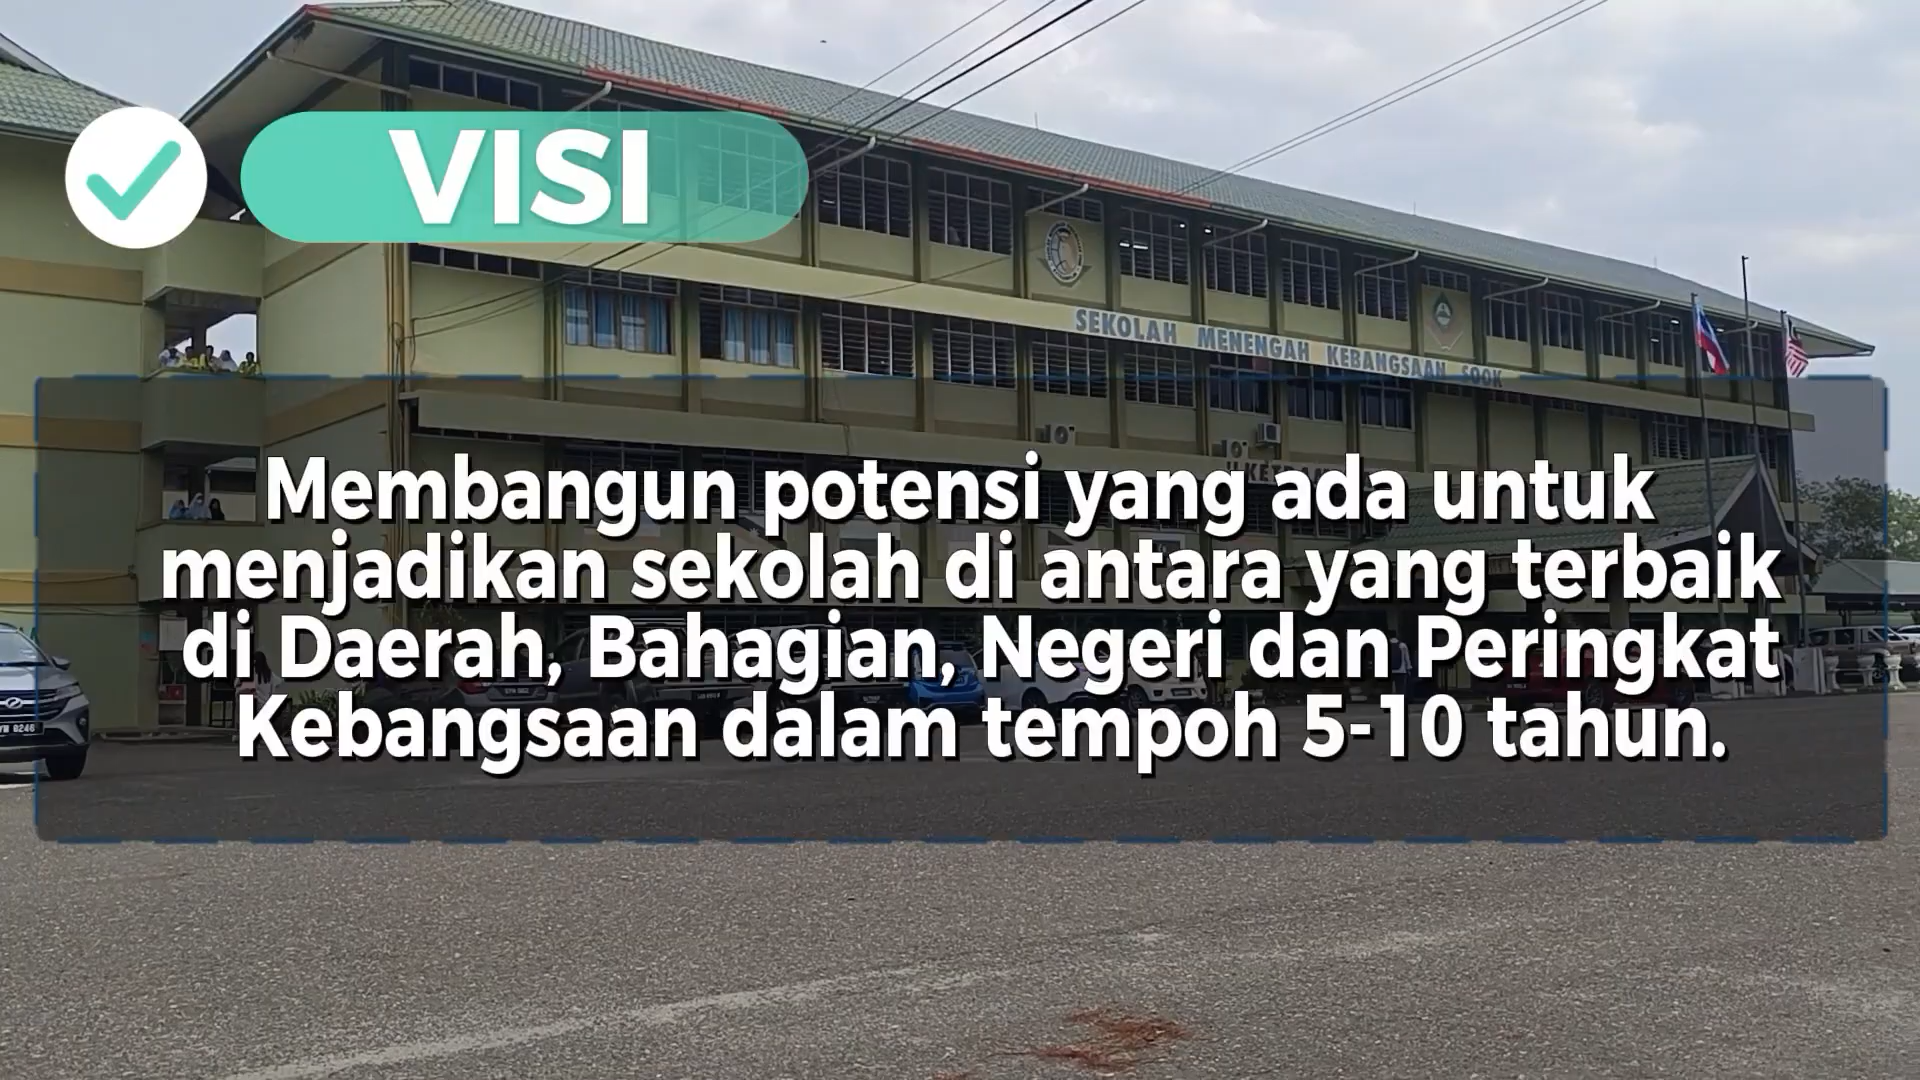 VISI
SEKOLAH MENENGAH KEBANGSAAN SOOK
Membangun potensi yang ada untuk
menjadikan sekolah di antara yang terbaik
di Daerah, Bahagian, Negeri dan Peringkat
Kebangsaan dalam tempoh 5-10 tahun.